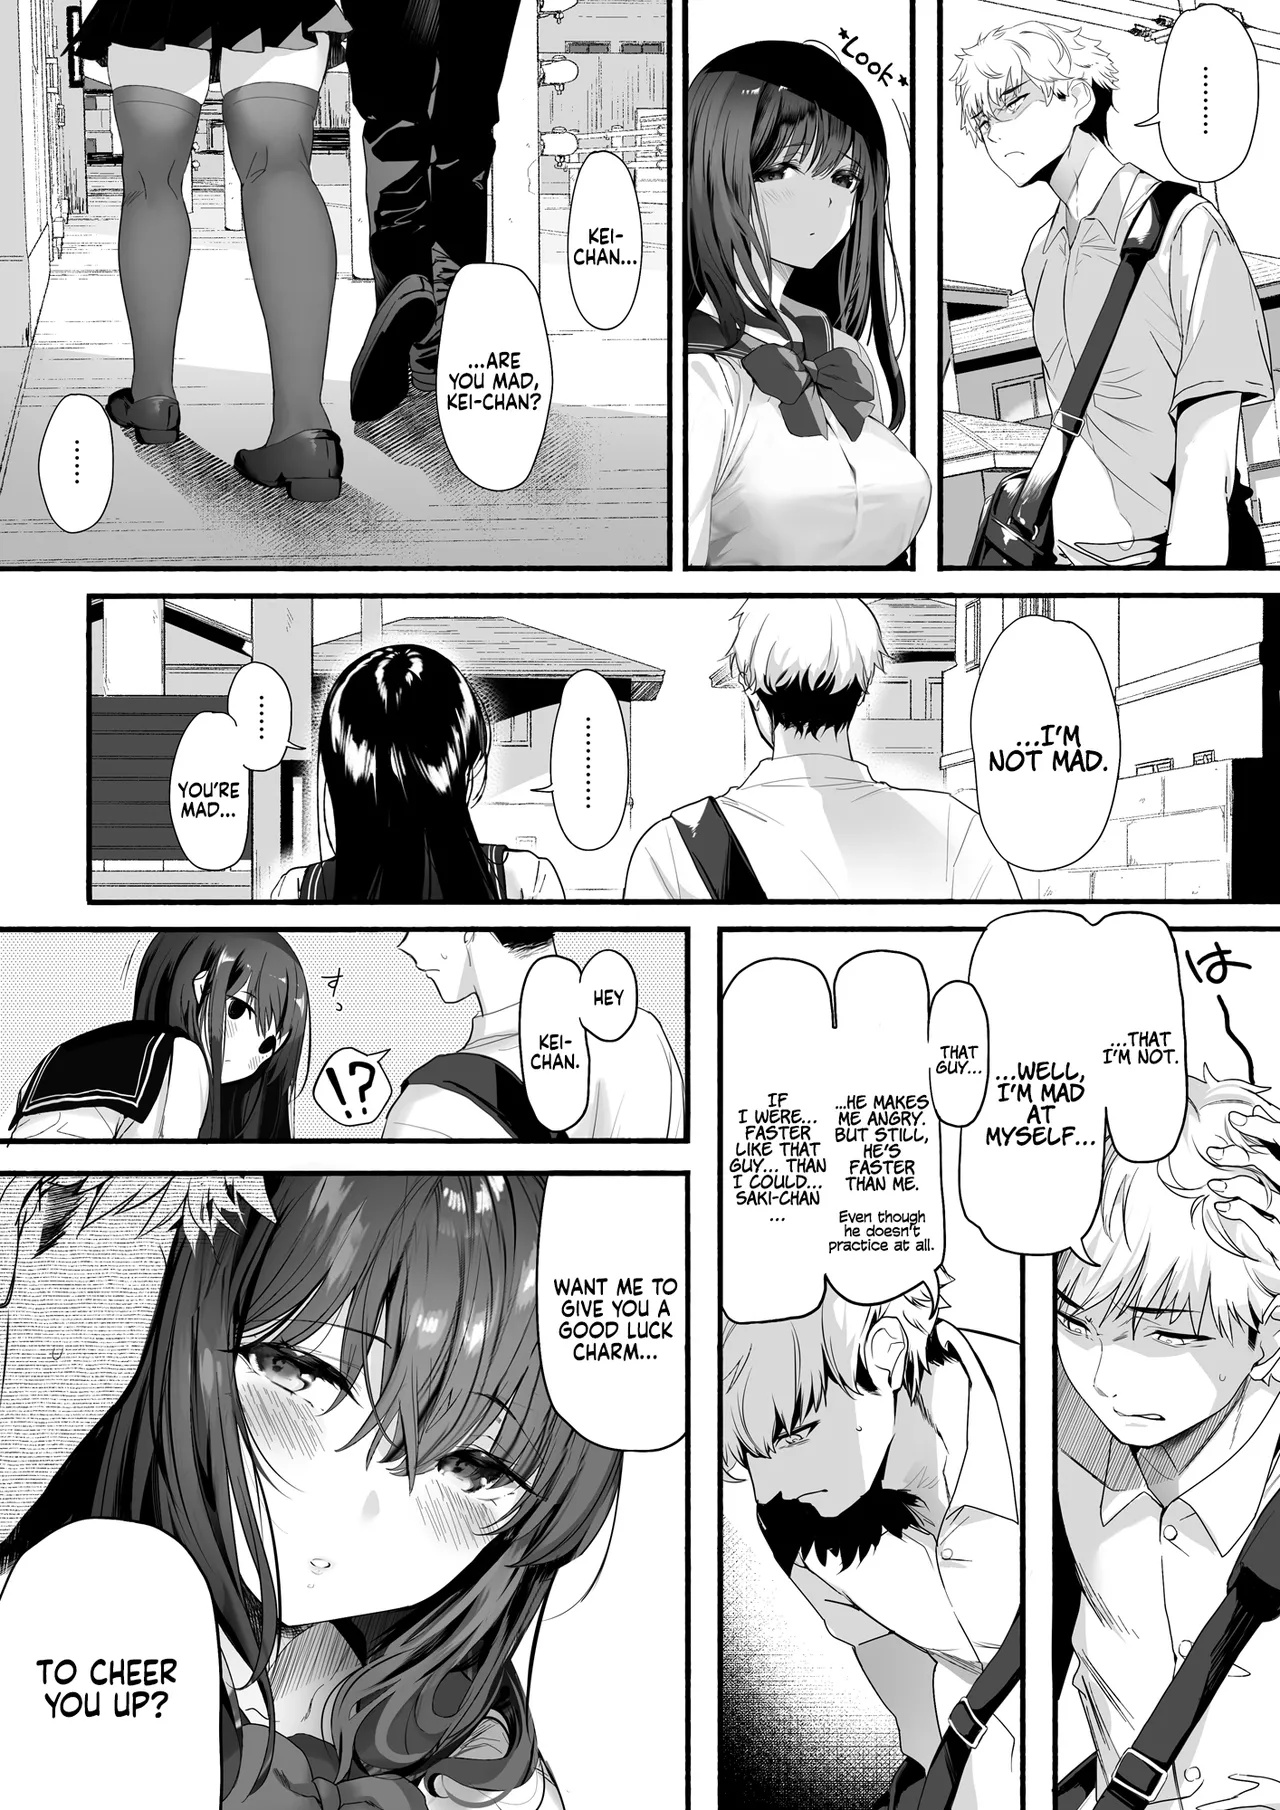 ………
*Look*
KEI-
CHAN...
...ARE
YOU MAD,
KEI-CHAN?
………
...I'M
NOT MAD.
…………
………
YOU'RE
MAD...
はー
...THAT
I'M NOT.
...WELL,
I'M MAD
AT
MYSELF...
THAT
GUY...
...HE MAKES
ME ANGRY.
BUT STILL,
HE'S
FASTER
THAN ME.
Even though
he doesn't
practice at all.
IF
I WERE...
FASTER
LIKE THAT
GUY... THAN
I COULD...
SAKI-CHAN
...
HEY
KEI-
CHAN.
すっ
!?
WANT ME TO
GIVE YOU A
GOOD LUCK
CHARM...
TO CHEER
YOU UP?